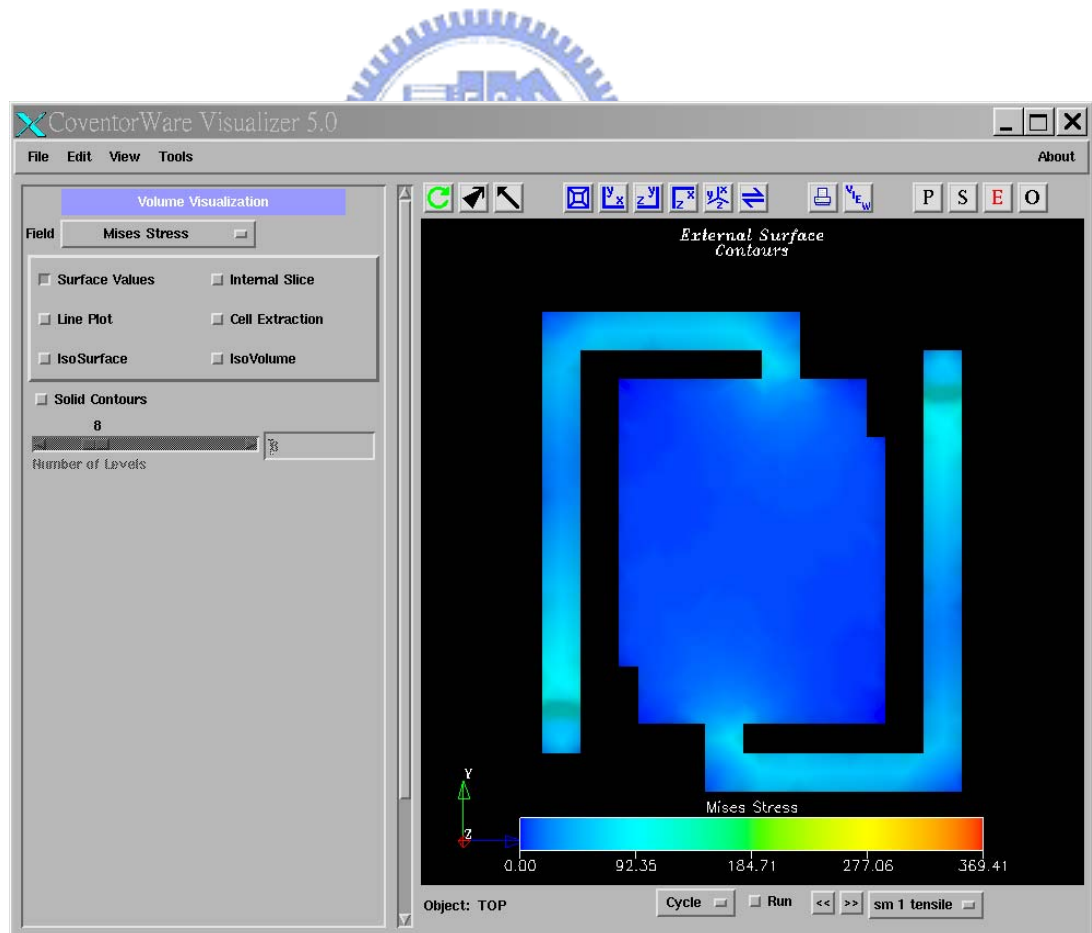 CoventorWare Visualizer 5.0
File Edit View Tools About
Volume Visualization
Field Mises Stress
Surface Values Internal Slice
Line Plot Cell Extraction
IsoSurface IsoVolume
Solid Contours
8
8
Number of Levels
y x z y z x y x z VIEW P S E O
External Surface
Contours
Y
Z
Mises Stress
0.00 92.35 184.71 277.06 369.41
Object: TOP Cycle Run << >> sm 1 tensile